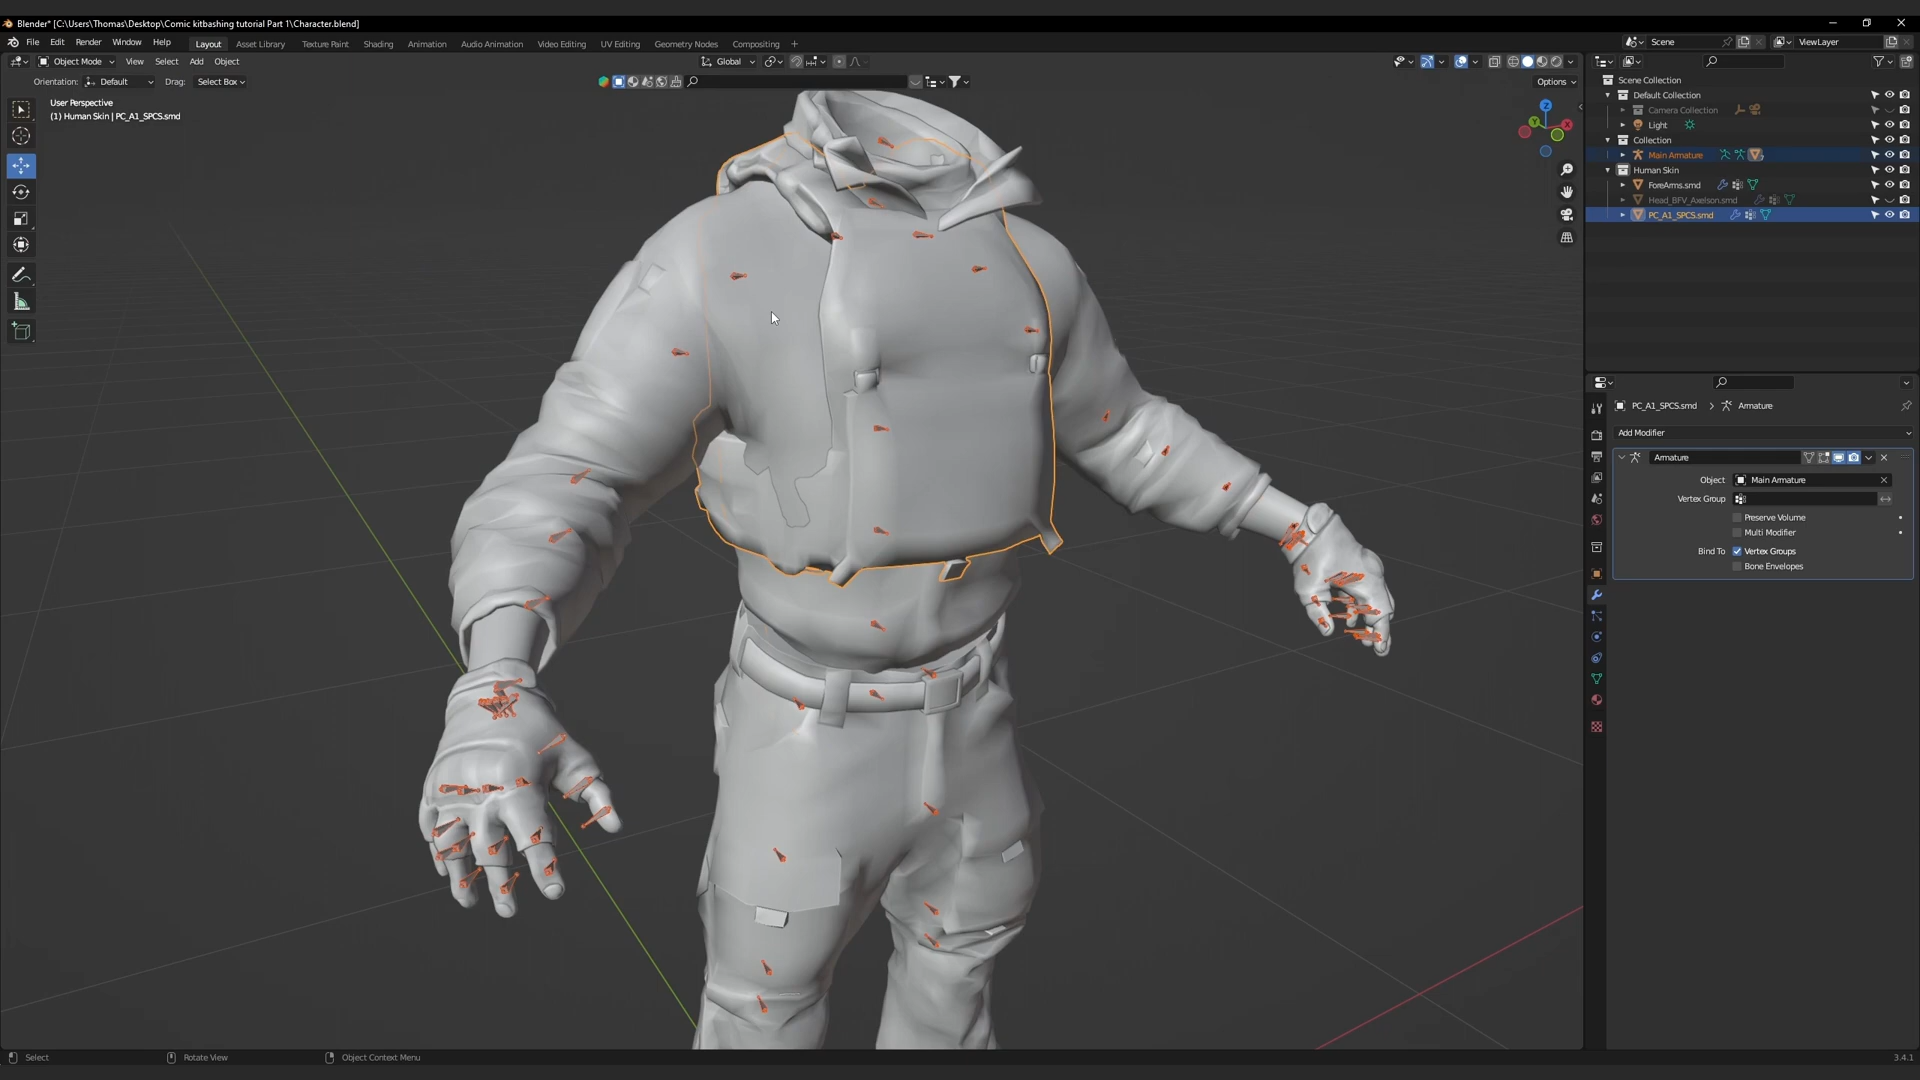 Blender* [C:\Users\Thomas\Desktop\Comic kitbashing tutorial Part 1\Character.blend]
File Edit Render Window Help
Layout Asset Library Texture Paint Shading Animation Audio Animation Video Editing UV Editing Geometry Nodes Compositing +
Scene
ViewLayer
Object Mode View Select Add Object
Global
Orientation: Default Drag: Select Box
Options
User Perspective
(1) Human Skin | PC_A1_SPCS.smd
Z
Y
X
Scene Collection
Default Collection
Camera Collection
Light
Collection
Main Armature
Human Skin
ForeArms.smd
Head_BFV_Axelson.smd
PC_A1_SPCS.smd
PC_A1_SPCS.smd > Armature
Add Modifier
Armature
Object Main Armature
Vertex Group
Preserve Volume
Multi Modifier
Bind To Vertex Groups
Bone Envelopes
Select Rotate View Object Context Menu
3.4.1